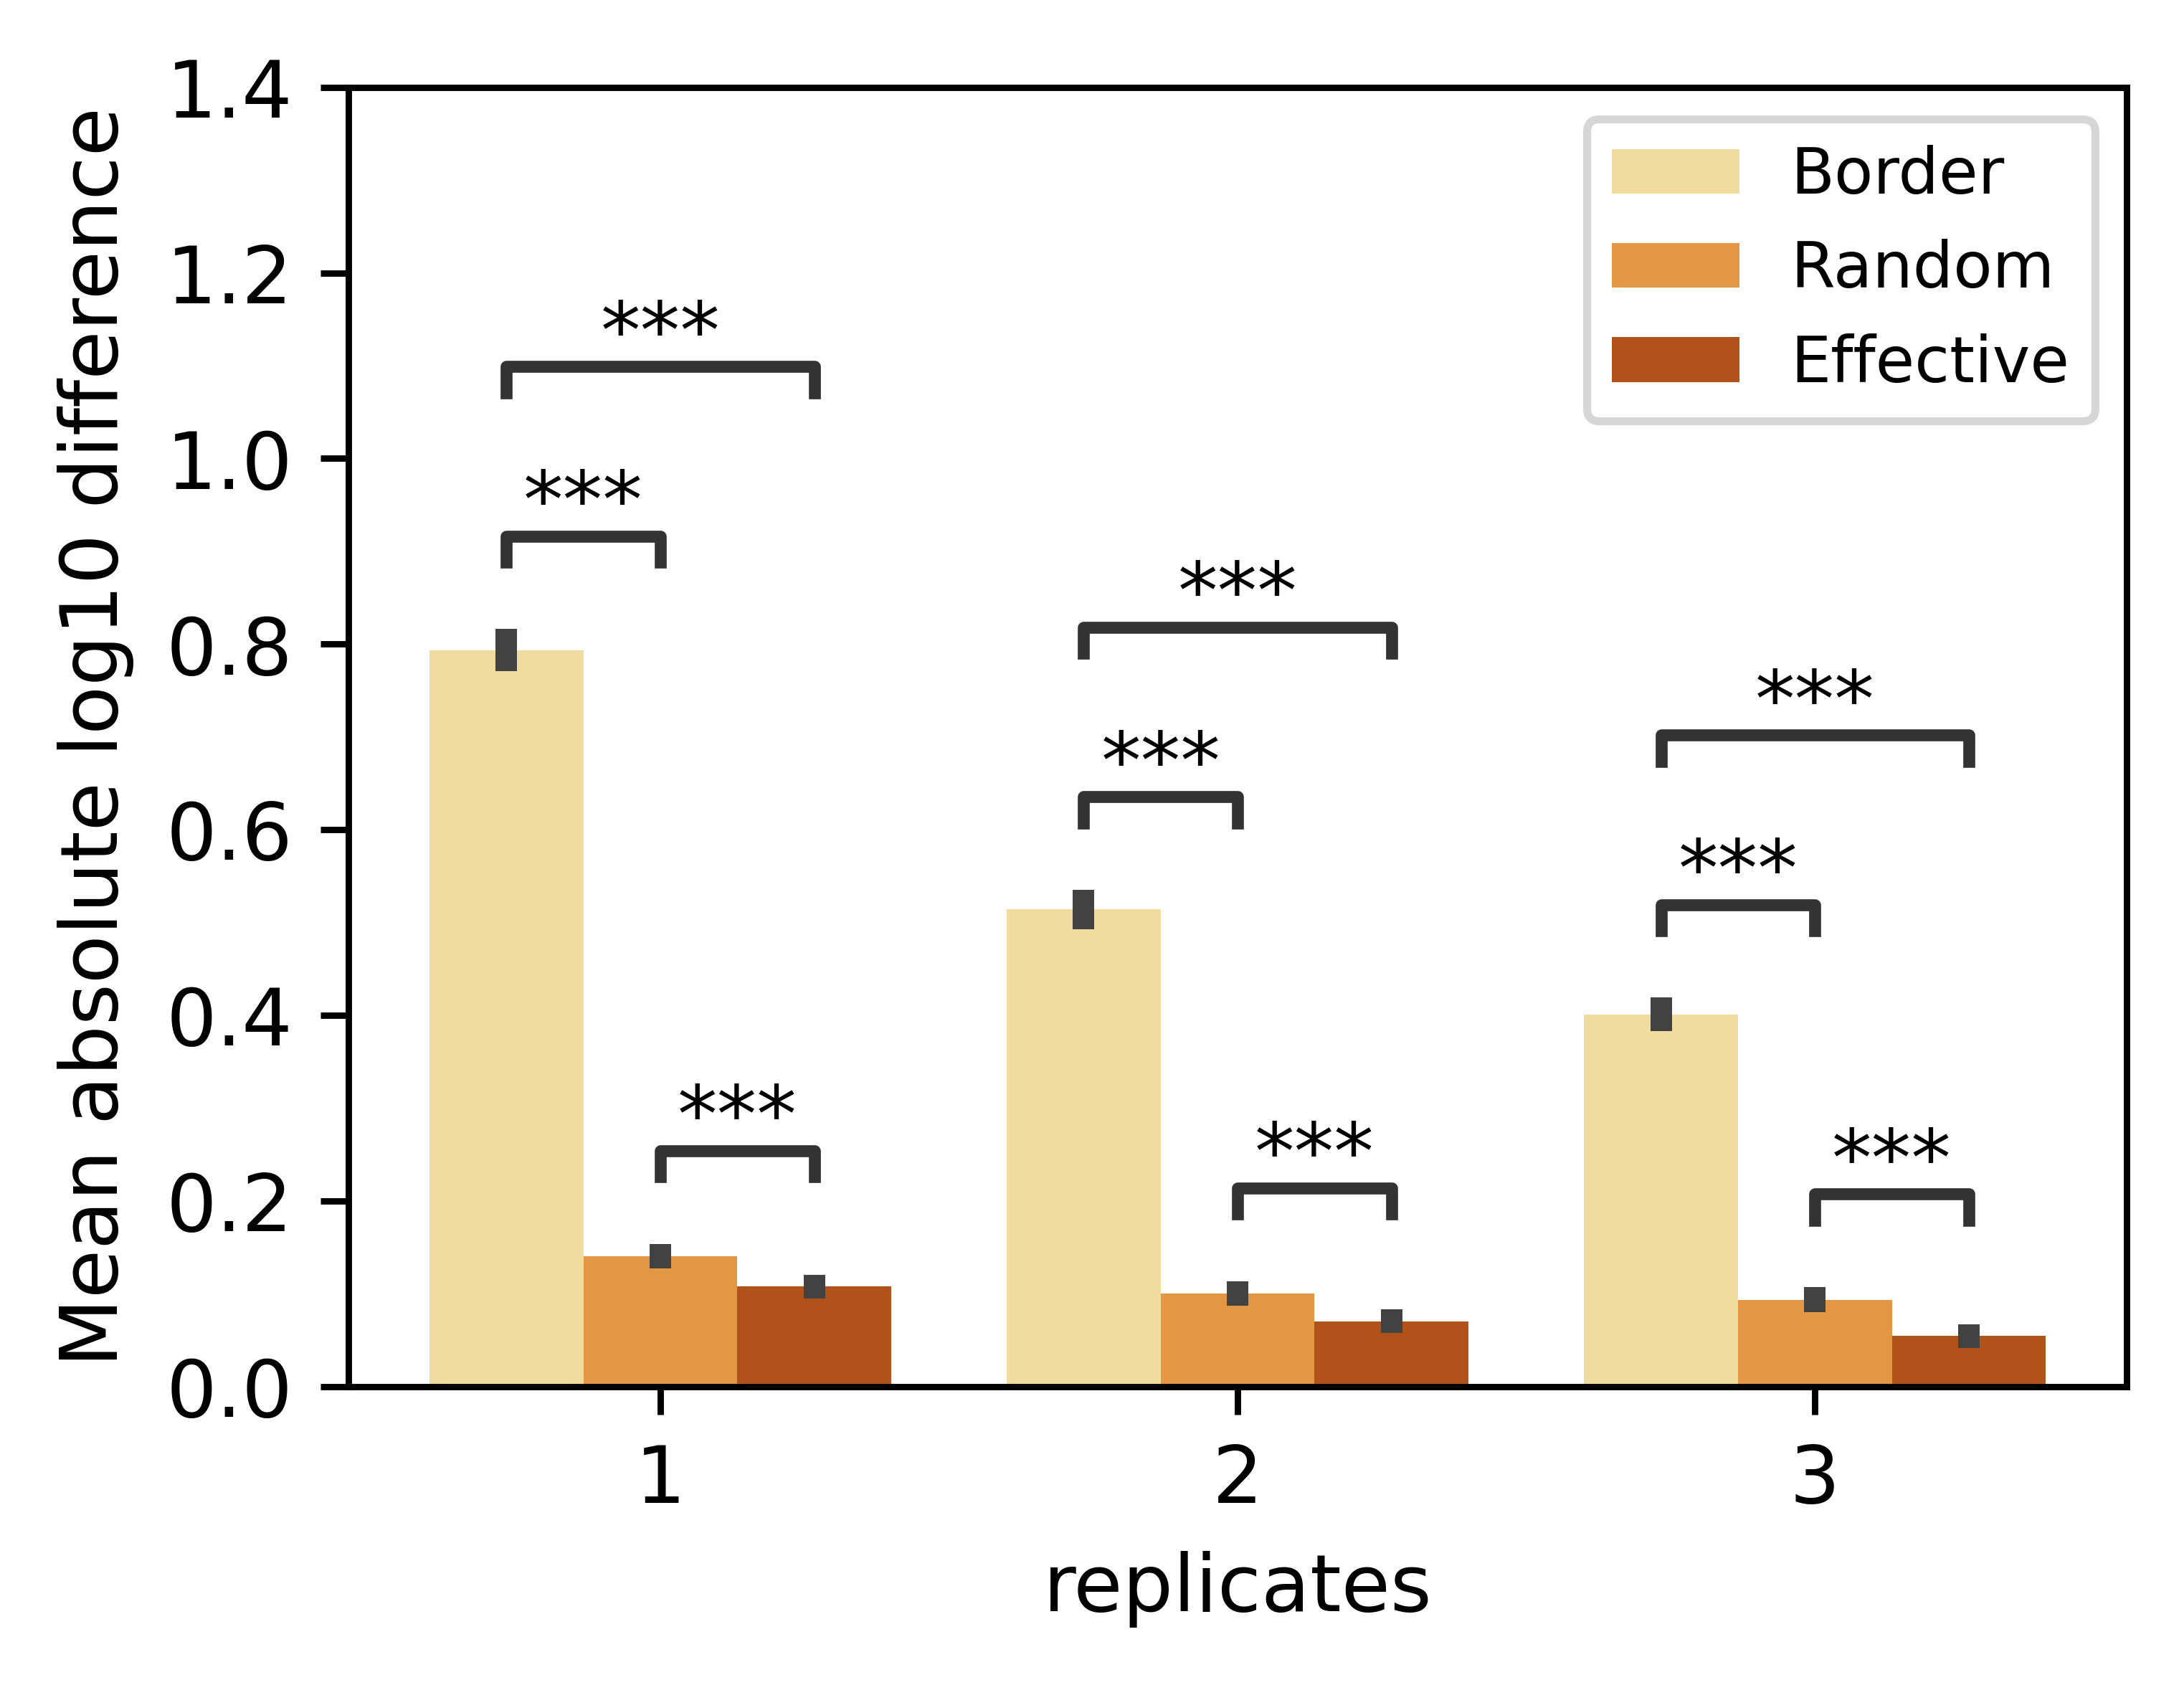 Mean absolute log10 difference
1.4
1.2
1.0
0.8
0.6
0.4
0.2
0.0
Border
Random
Effective
***
***
***
***
***
***
***
***
***
1 2 3
replicates